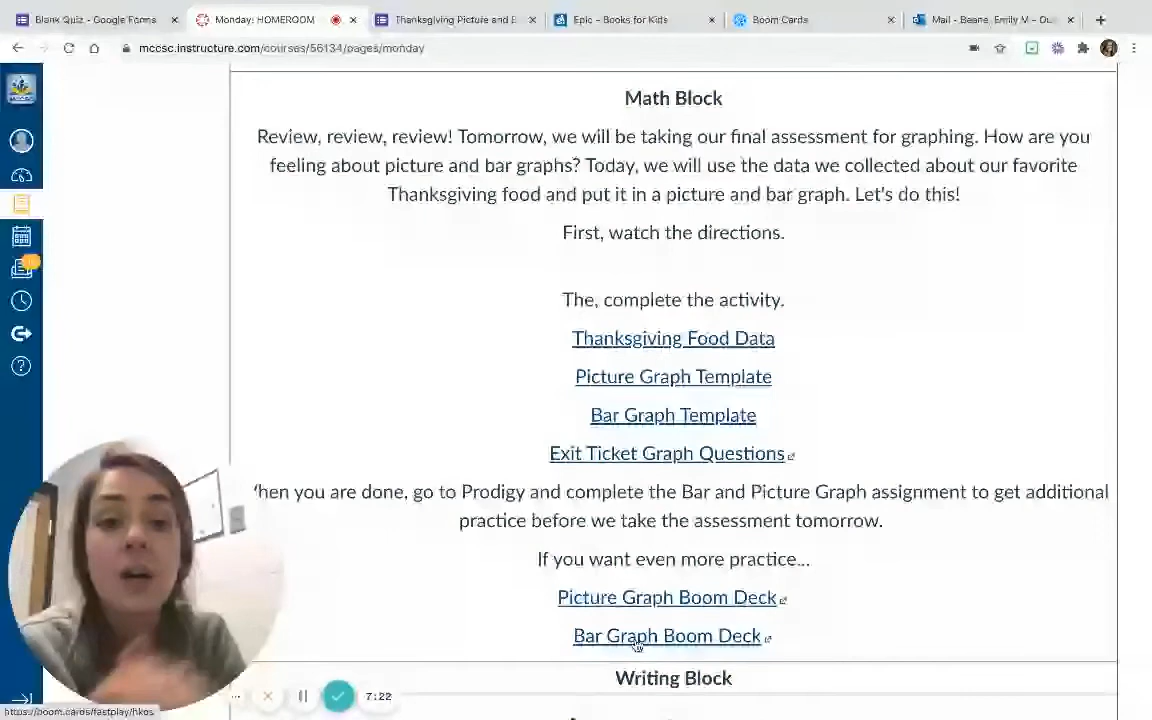 Blank Quiz - Google Forms
Monday: HOMEROOM
Thanksgiving Picture and B
Epic - Books for Kids
Boom Cards
Mail - Beane, Emily M - Ou
mccsc.instructure.com/courses/56134/pages/monday
Math Block
Review, review, review! Tomorrow, we will be taking our final assessment for graphing. How are you
feeling about picture and bar graphs? Today, we will use the data we collected about our favorite
Thanksgiving food and put it in a picture and bar graph. Let's do this!
First, watch the directions.
The, complete the activity.
Thanksgiving Food Data
Picture Graph Template
Bar Graph Template
Exit Ticket Graph Questions
hen you are done, go to Prodigy and complete the Bar and Picture Graph assignment to get additional
practice before we take the assessment tomorrow.
If you want even more practice...
Picture Graph Boom Deck
Bar Graph Boom Deck
Writing Block
7:22
https://boom.cards/fastplay/hkos